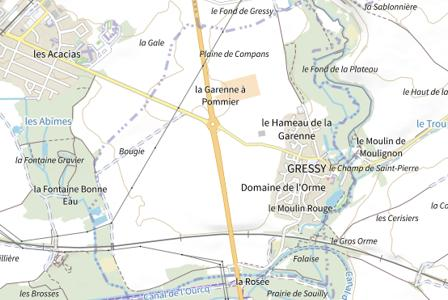 le Fond de Gressy
la Sablonnière
la Gale
les Acacias
Plaine de Compans
le Fond de la Plateau
la Garenne à
Pommier
le Haut de la
les Abîmes
le Hameau de la
Garenne
le Trou
le Moulin de
Moulignon
Bougie
la Fontaine Gravier
GRESSY
le Champ de Saint-Pierre
la Fontaine Bonne
Eau
Domaine de l'Orme
le Moulin Rouge
les Cerisiers
le Gros Orme
Falaise
la Rosée
les Brosses
Canal de l'Ourcq
Prairie de Souilly